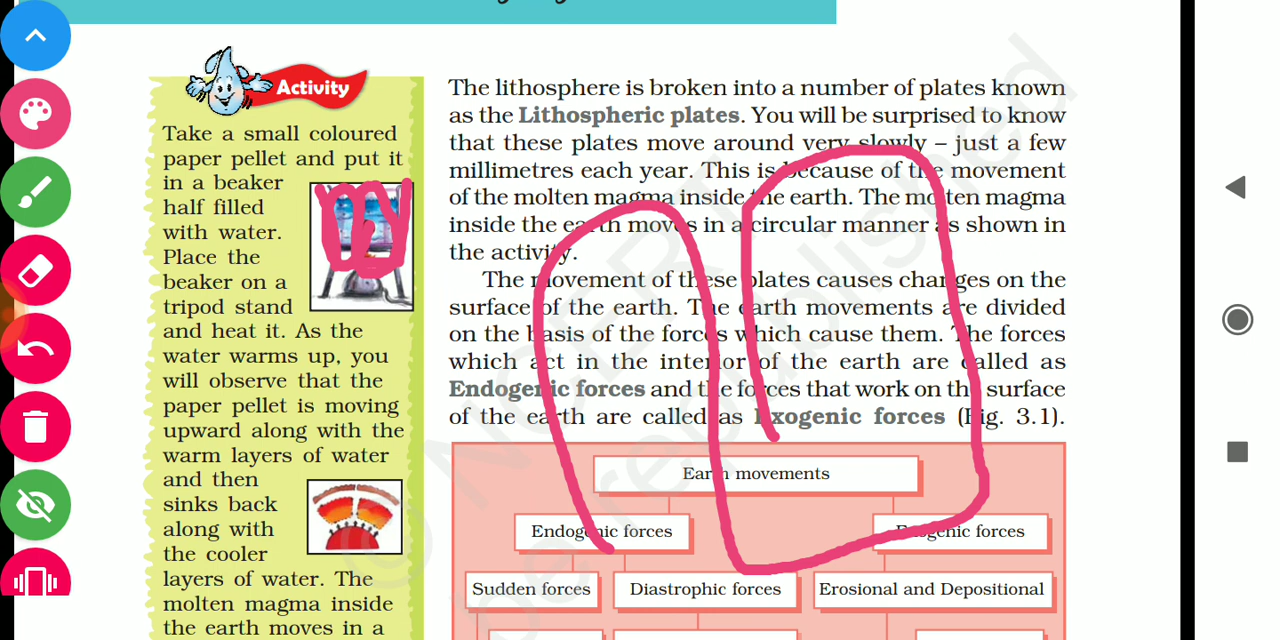 Activity
Take a small coloured
paper pellet and put it
in a beaker
half filled
with water.
Place the
beaker on a
tripod stand
and heat it. As the
water warms up, you
will observe that the
paper pellet is moving
upward along with the
warm layers of water
and then
sinks back
along with
the cooler
layers of water. The
molten magma inside
the earth moves in a
The lithosphere is broken into a number of plates known
as the Lithospheric plates. You will be surprised to know
that these plates move around very slowly – just a few
millimetres each year. This is because of the movement
of the molten magma inside the earth. The molten magma
inside the earth moves in a circular manner as shown in
the activity.
The movement of these plates causes changes on the
surface of the earth. The earth movements are divided
on the basis of the forces which cause them. The forces
which act in the interior of the earth are called as
Endogenic forces and the forces that work on the surface
of the earth are called as Exogenic forces (Fig. 3.1).
Earth movements
Endogenic forces
Exogenic forces
Sudden forces
Diastrophic forces
Erosional and Depositional
© NCERT
be republished